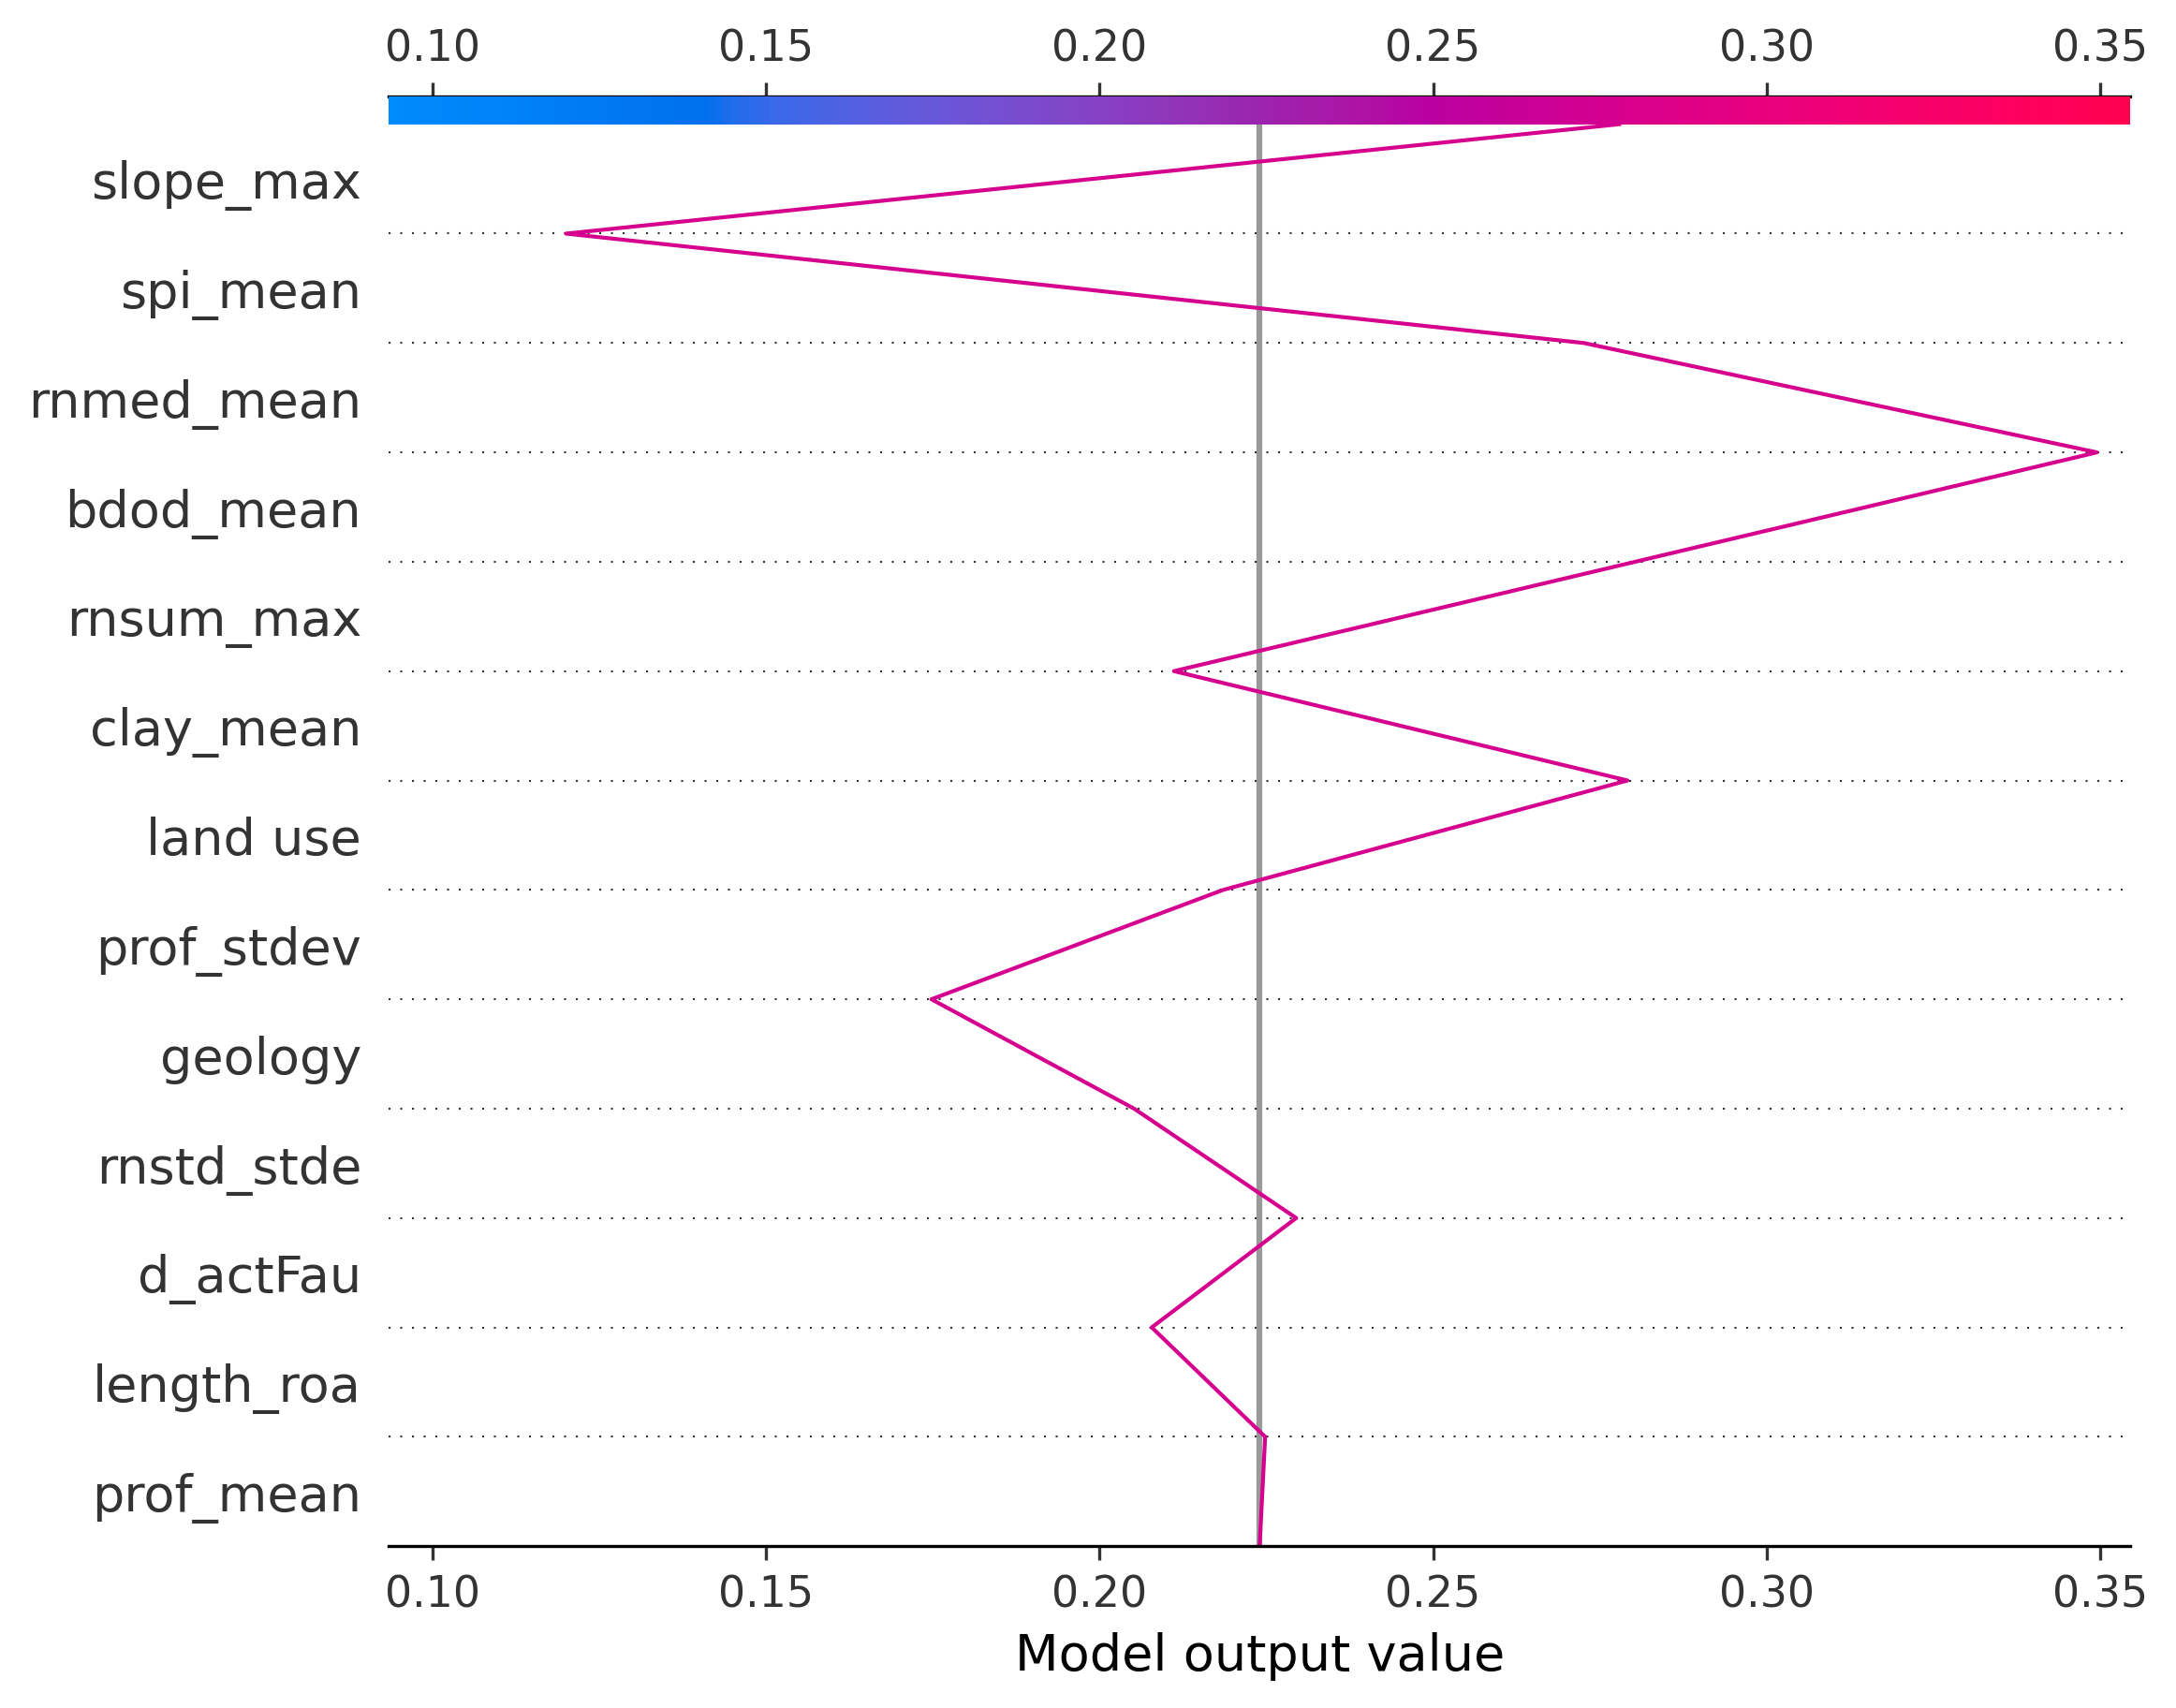 0.10 0.15 0.20 0.25 0.30 0.35
slope_max
spi_mean
rnmed_mean
bdod_mean
rnsum_max
clay_mean
land use
prof_stdev
geology
rnstd_stde
d_actFau
length_roa
prof_mean
0.10 0.15 0.20 0.25 0.30 0.35
Model output value